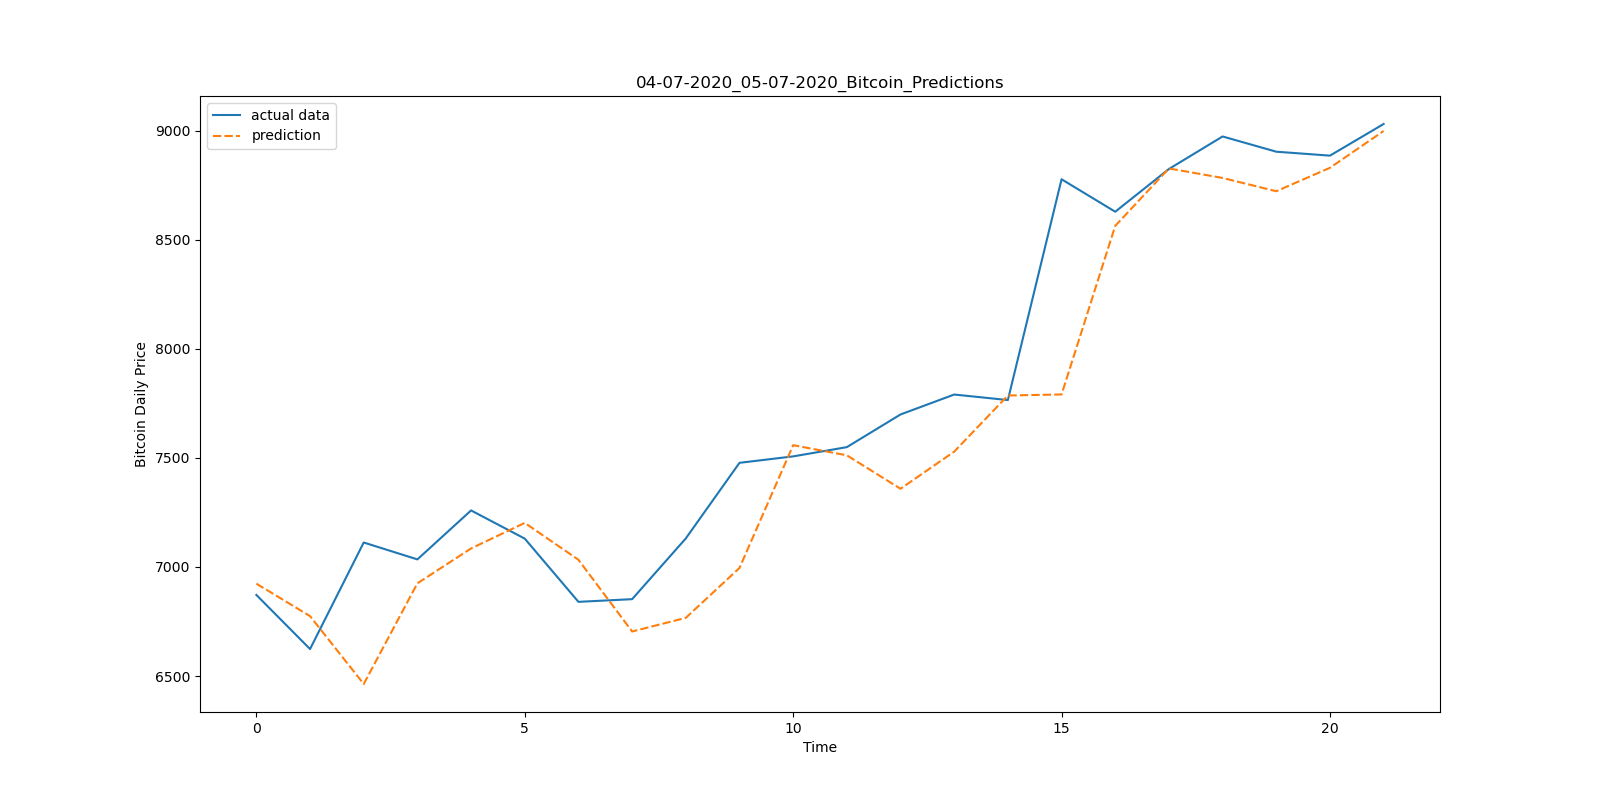 04-07-2020_05-07-2020_Bitcoin_Predictions
actual data
prediction
9000
8500
8000
7500
7000
6500
Bitcoin Daily Price
0 5 10 15 20
Time